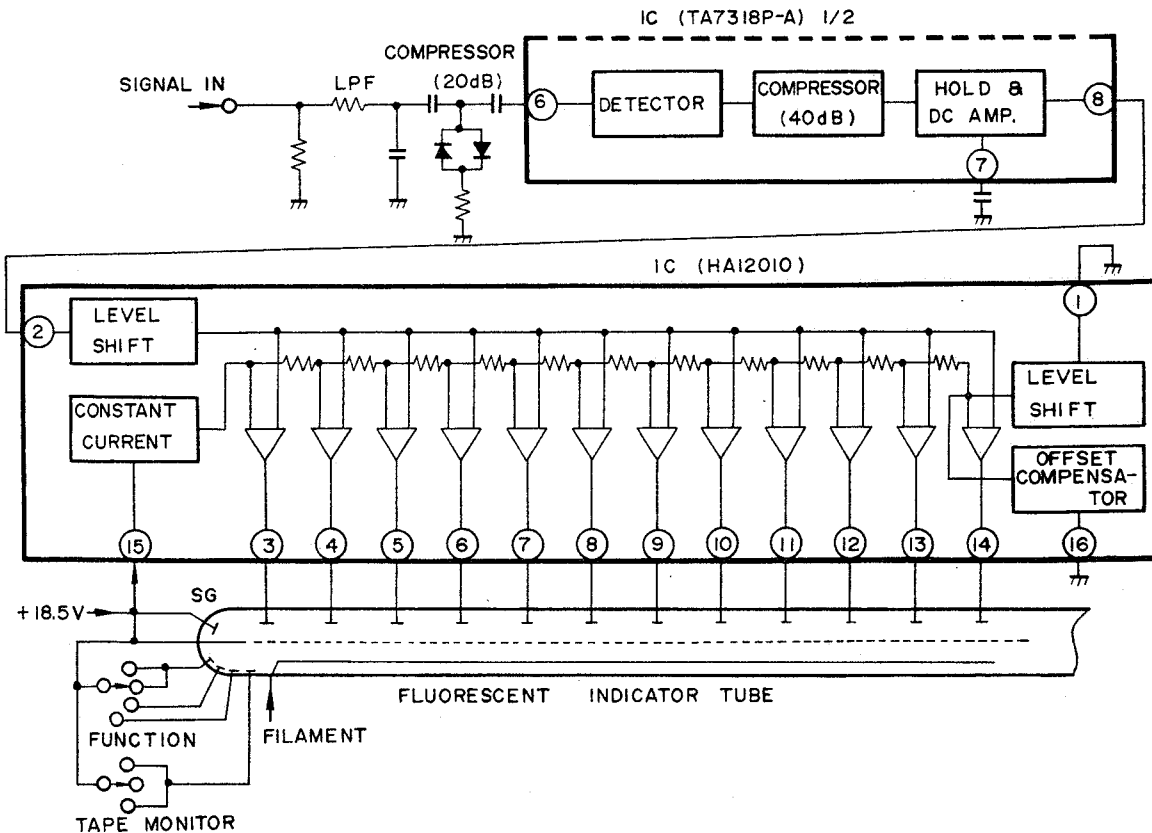 IC (TA7318P-A) 1/2
COMPRESSOR
(20dB)
SIGNAL IN
LPF
6
DETECTOR
COMPRESSOR
(40dB)
HOLD &
DC AMP.
8
7
IC (HA12010)
1
2
LEVEL
SHIFT
CONSTANT
CURRENT
LEVEL
SHIFT
OFFSET
COMPENSA-
TOR
15
3
4
5
6
7
8
9
10
11
12
13
14
16
+18.5V
SG
FLUORESCENT INDICATOR TUBE
FUNCTION
FILAMENT
TAPE MONITOR